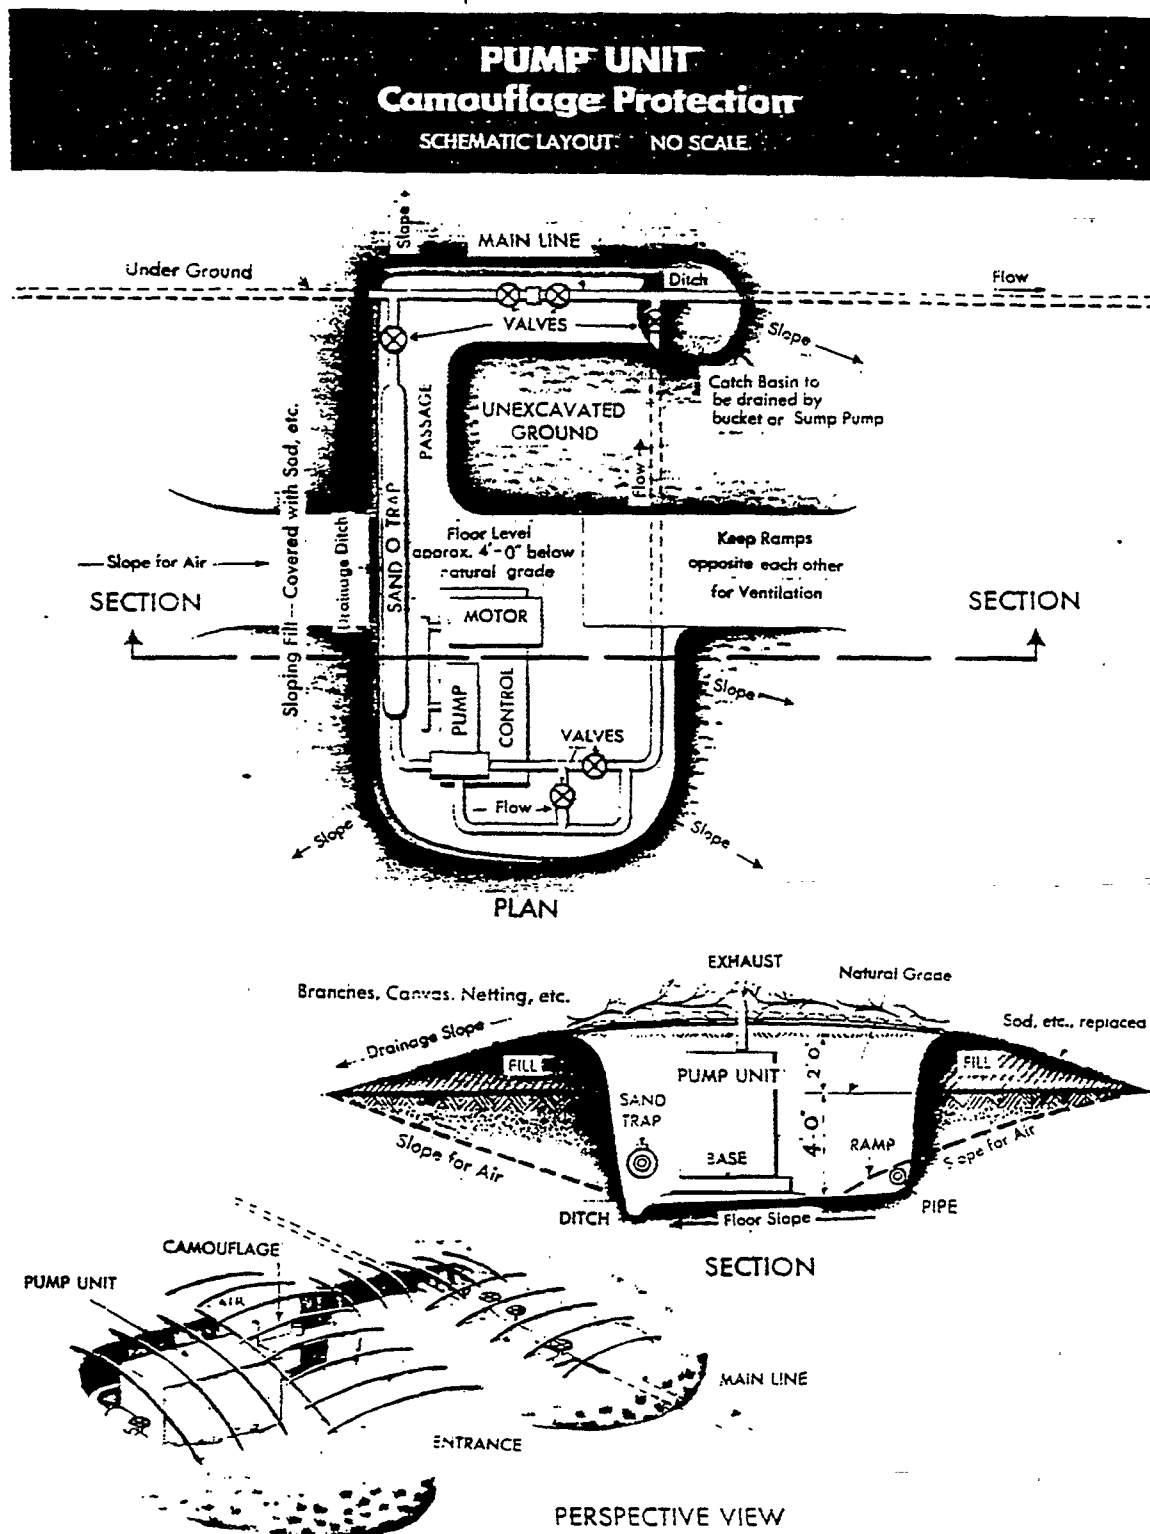 PUMP UNIT
Camouflage Protection
SCHEMATIC LAYOUT: NO SCALE.
Slope
MAIN LINE
Under Ground
Ditch
Flow
VALVES
Slope
Catch Basin to
be drained by
bucket or Sump Pump
PASSAGE
UNEXCAVATED
GROUND
Flow
Sloping Fill - Covered with Sod, etc.
Drainage Ditch
SAND O TRAP
Floor Level
approx. 4'-0" below
natural grade
Keep Ramps
opposite each other
for Ventilation
Slope for Air
SECTION
SECTION
MOTOR
PUMP
CONTROL
Slope
VALVES
Flow
Slope
Slope
PLAN
EXHAUST
Natural Grade
Branches, Canvas, Netting, etc.
Sod, etc., replaced
Drainage Slope
FILL
FILL
PUMP UNIT
2'0"
SAND
TRAP
4'0"
RAMP
Slope for Air
Slope for Air
BASE
DITCH
Floor Slope
PIPE
SECTION
CAMOUFLAGE
PUMP UNIT
AIR
MAIN LINE
ENTRANCE
PERSPECTIVE VIEW